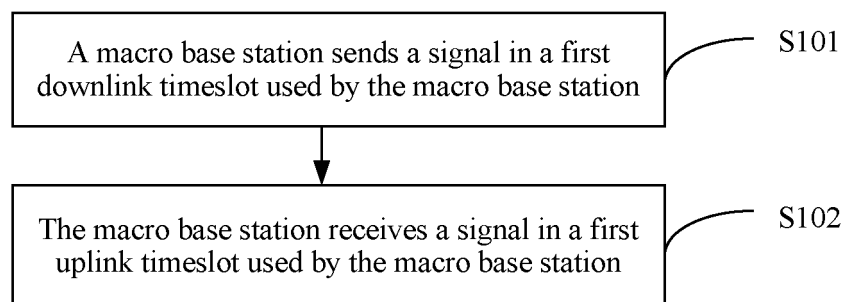 A macro base station sends a signal in a first
downlink timeslot used by the macro base station
S101
The macro base station receives a signal in a first
uplink timeslot used by the macro base station
S102